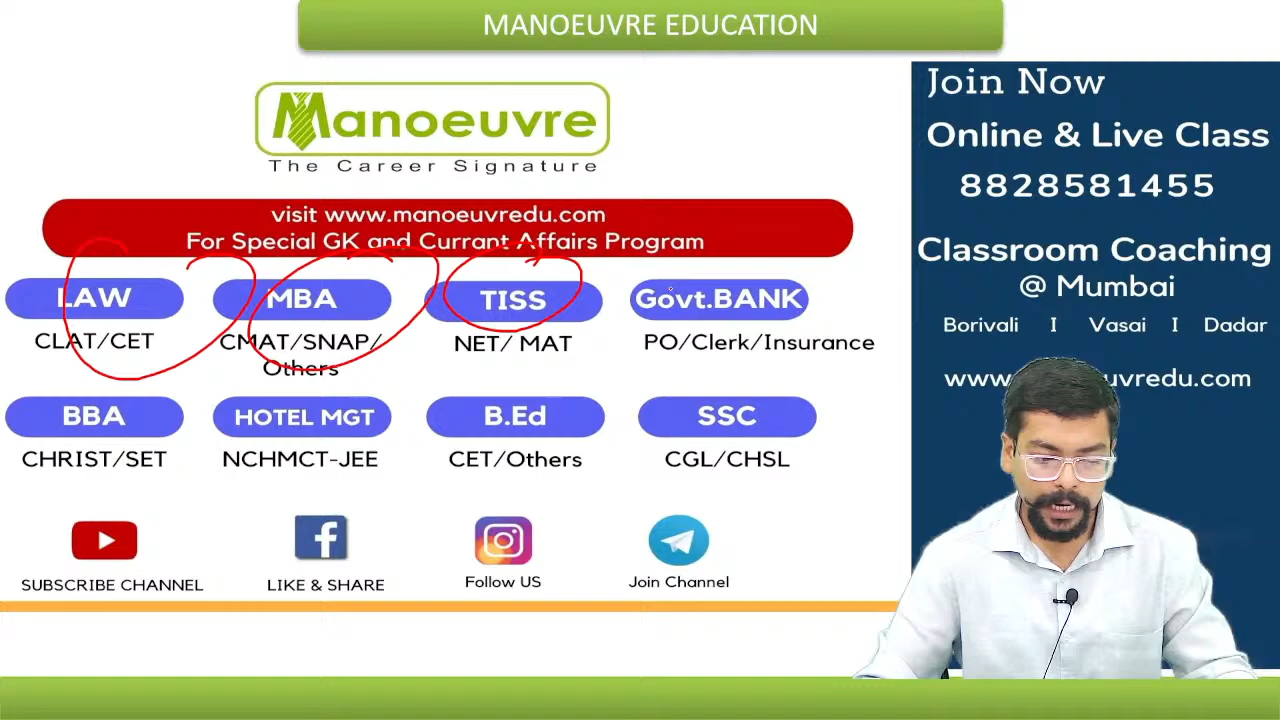 MANOEUVRE EDUCATION
Manoeuvre
The Career Signature
visit www.manoeuvredu.com
For Special GK and Currant Affairs Program
LAW
CLAT/CET
MBA
CMAT/SNAP/
Others
TISS
NET/ MAT
Govt.BANK
PO/Clerk/Insurance
BBA
CHRIST/SET
HOTEL MGT
NCHMCT-JEE
B.Ed
CET/Others
SSC
CGL/CHSL
SUBSCRIBE CHANNEL
LIKE & SHARE
Follow US
Join Channel
Join Now
Online & Live Class
8828581455
Classroom Coaching
@ Mumbai
Borivali I Vasai I Dadar